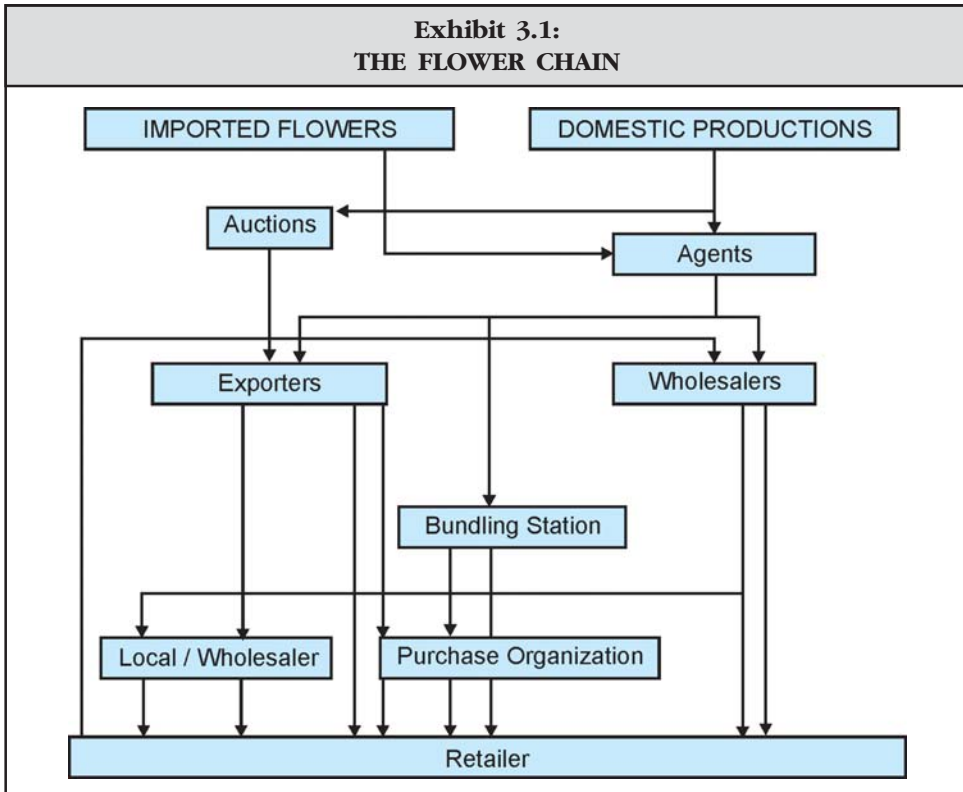 Exhibit 3.1:
THE FLOWER CHAIN
IMPORTED FLOWERS
DOMESTIC PRODUCTIONS
Auctions
Agents
Exporters
Wholesalers
Bundling Station
Local / Wholesaler
Purchase Organization
Retailer